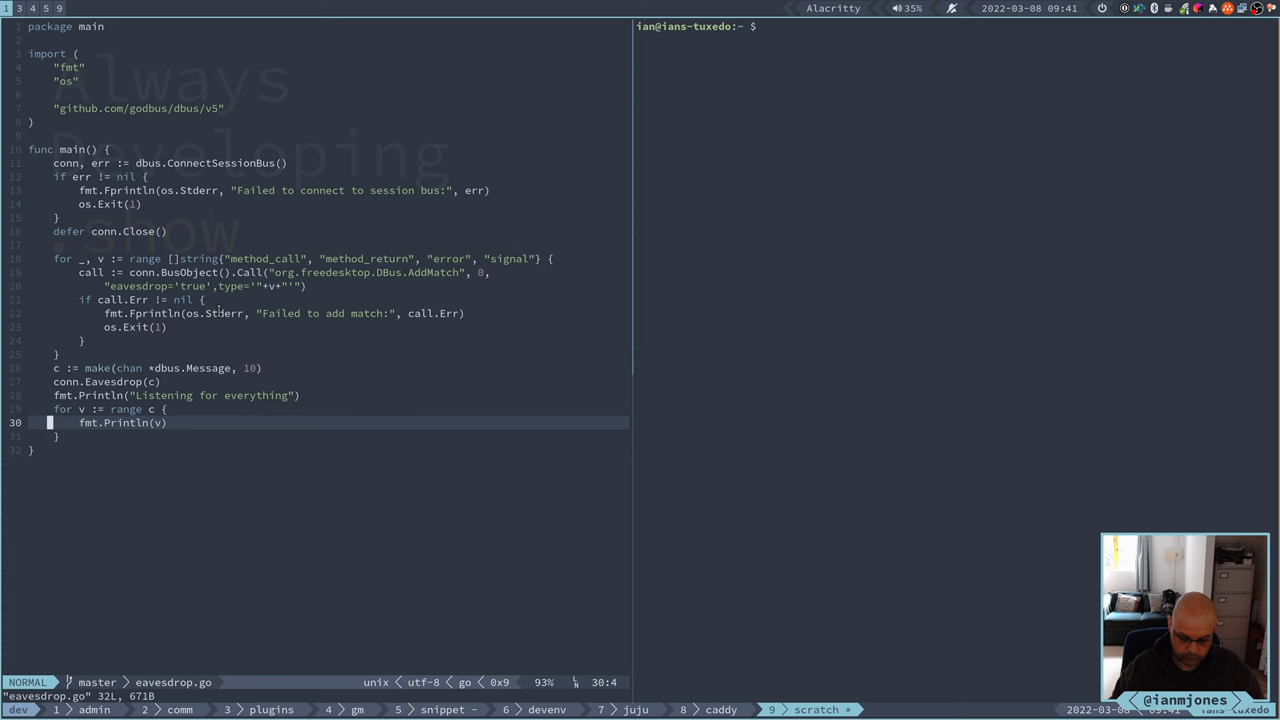 1 3 4 5 9
Alacritty
35%
2022-03-08 09:41
1 package main
2
3 import (
4 "fmt"
5 "os"
6
7 "github.com/godbus/dbus/v5"
8 )
9
10 func main() {
11 conn, err := dbus.ConnectSessionBus()
12 if err != nil {
13 fmt.Fprintln(os.Stderr, "Failed to connect to session bus:", err)
14 os.Exit(1)
15 }
16 defer conn.Close()
17
18 for _, v := range []string{"method_call", "method_return", "error", "signal"} {
19 call := conn.BusObject().Call("org.freedesktop.DBus.AddMatch", 0,
20 "eavesdrop='true',type='"+v+"'")
21 if call.Err != nil {
22 fmt.Fprintln(os.Stderr, "Failed to add match:", call.Err)
23 os.Exit(1)
24 }
25 }
26 c := make(chan *dbus.Message, 10)
27 conn.Eavesdrop(c)
28 fmt.Println("Listening for everything")
29 for v := range c {
30 fmt.Println(v)
31 }
32 }
Always
Developing
.show
ian@ians-tuxedo:~ $
NORMAL master eavesdrop.go unix utf-8 go 0x9 93% 30:4
"eavesdrop.go" 32L, 671B
dev 1 admin 2 comm 3 plugins 4 gm 5 snippet - 6 devenv 7 juju 8 caddy 9 scratch * 2022-03-08
@ianmjones